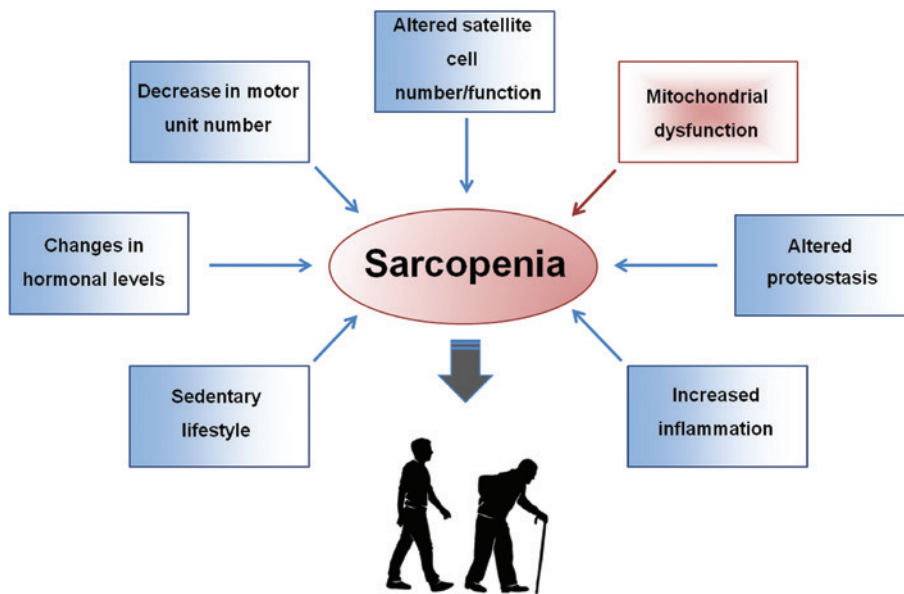 Altered satellite
cell
number/function
Decrease in motor
unit number
Mitochondrial
dysfunction
Changes in
hormonal levels
Sarcopenia
Altered
proteostasis
Sedentary
lifestyle
Increased
inflammation